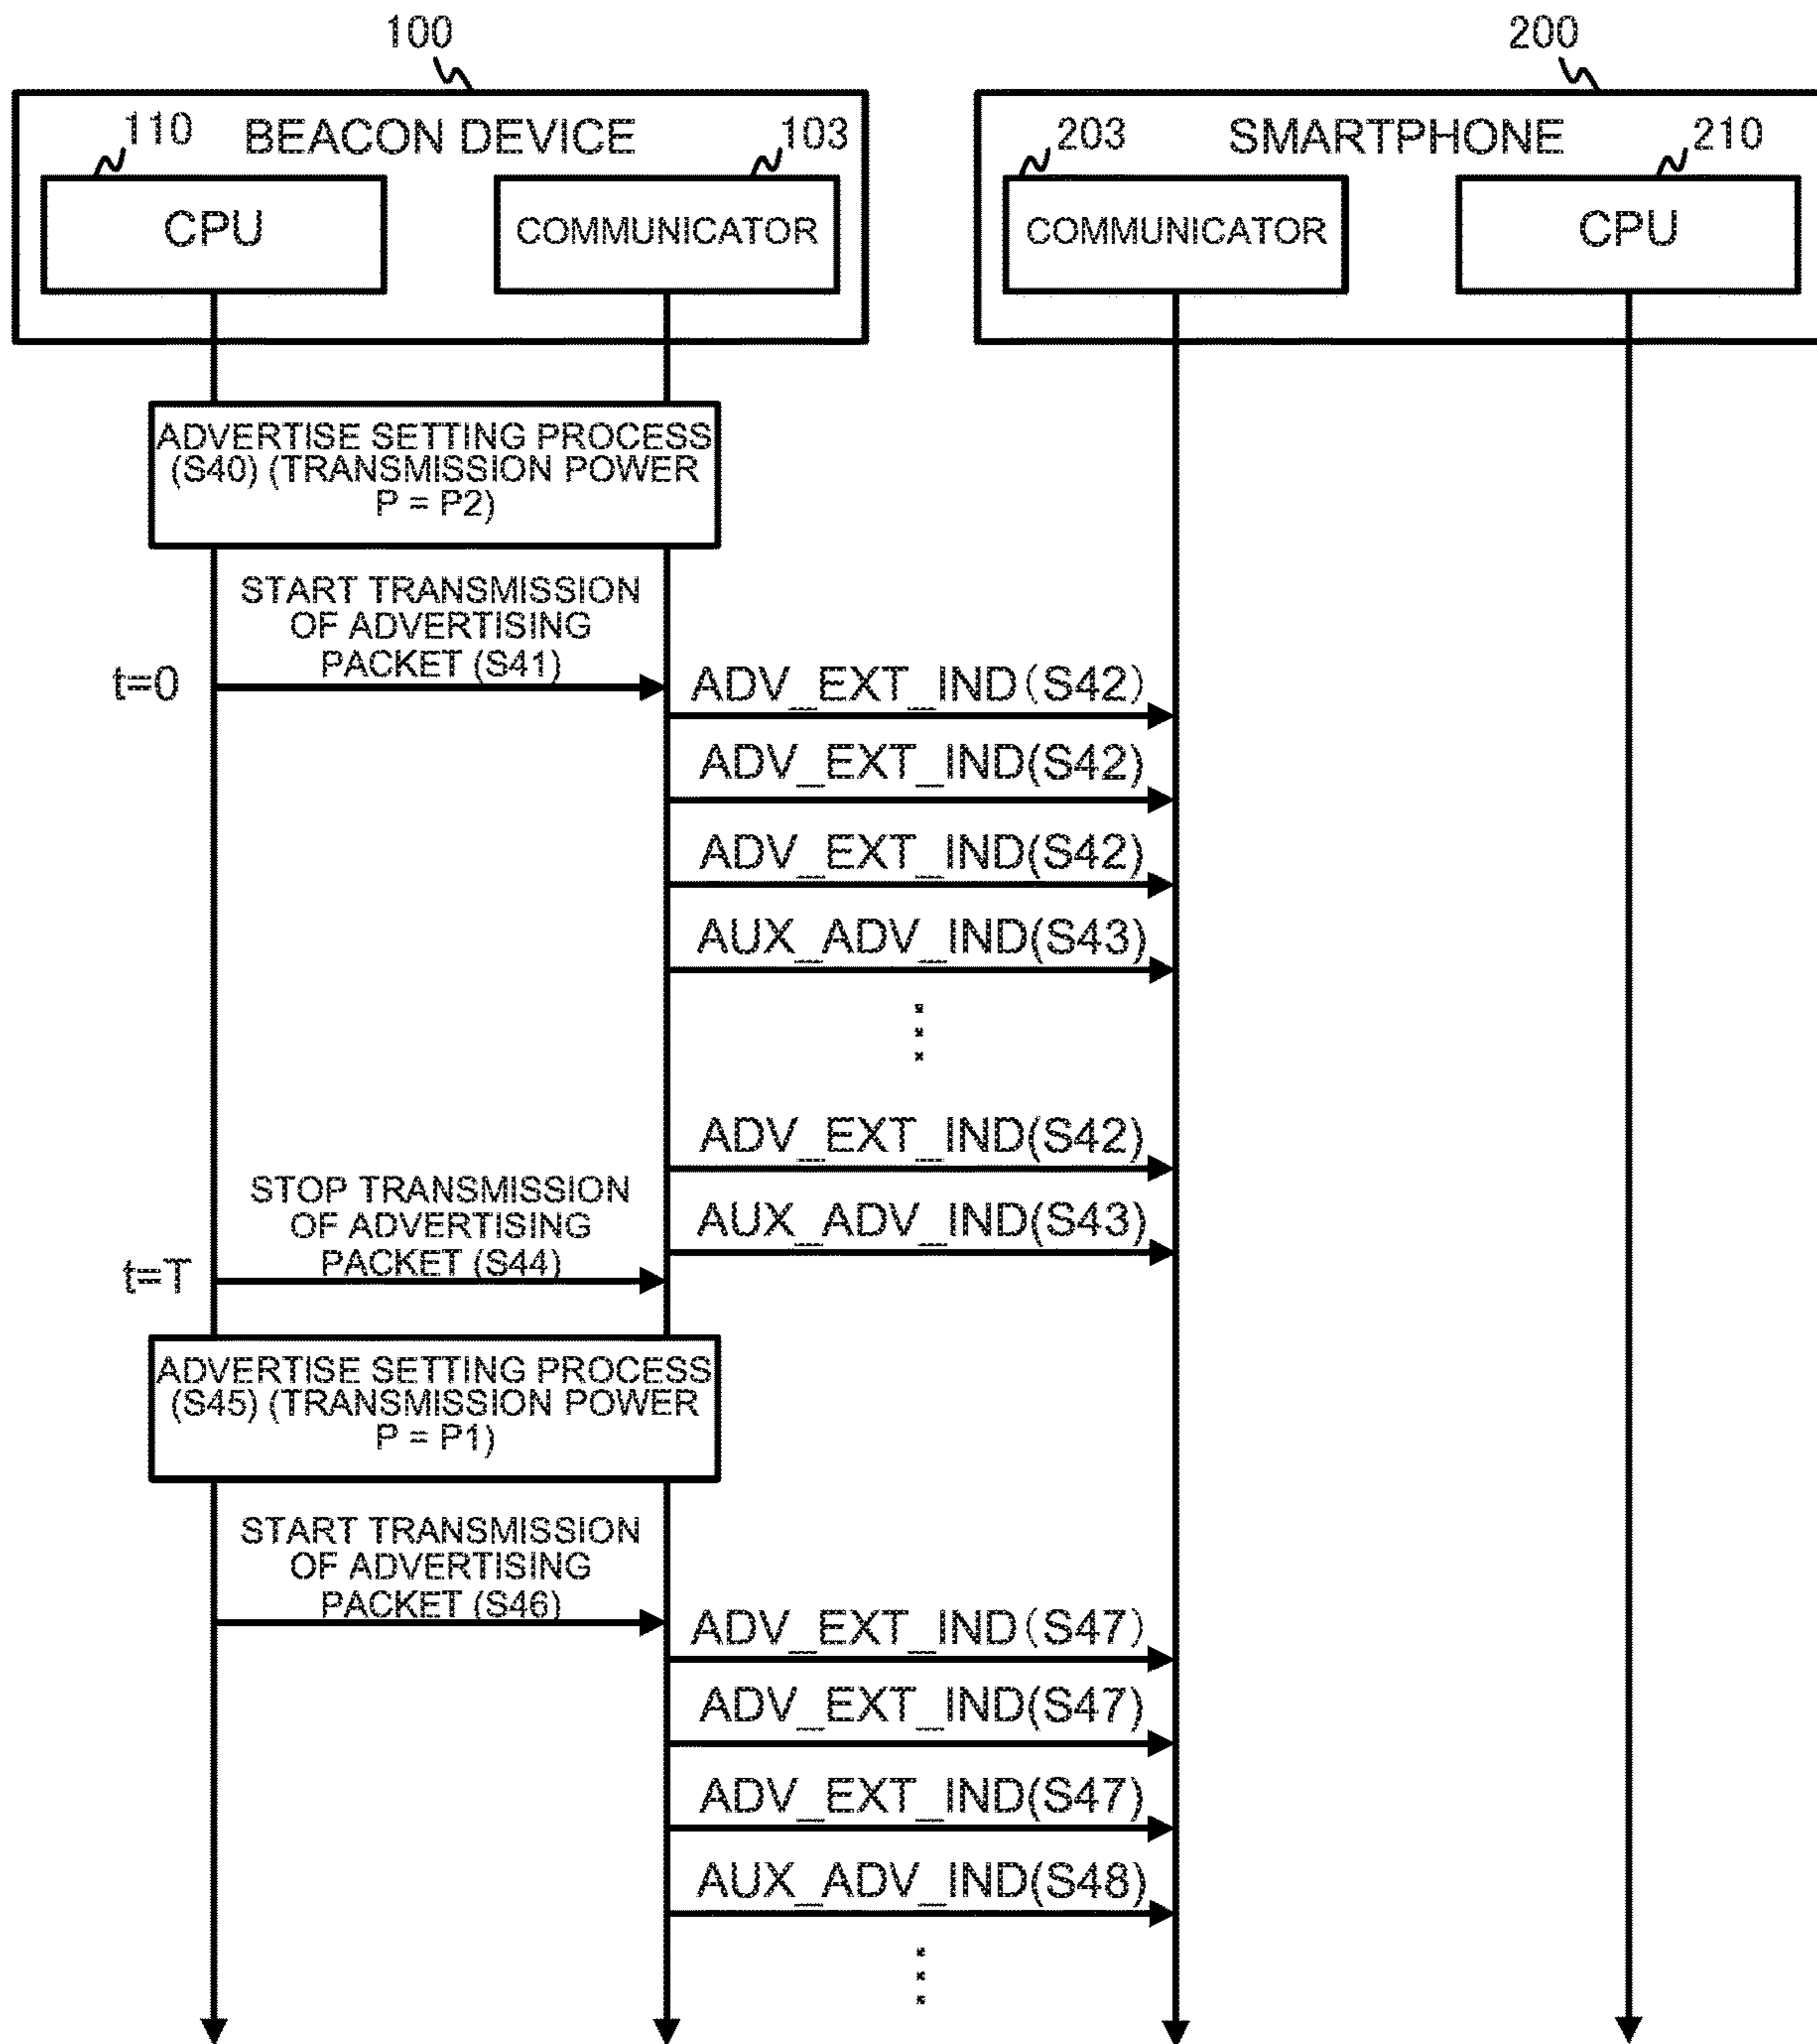 100
200
110
BEACON DEVICE
103
203
SMARTPHONE
210
CPU
COMMUNICATOR
COMMUNICATOR
CPU
ADVERTISE SETTING PROCESS
(S40) (TRANSMISSION POWER
P = P2)
START TRANSMISSION
OF ADVERTISING
PACKET (S41)
t=0
ADV_EXT_IND(S42)
ADV_EXT_IND(S42)
ADV_EXT_IND(S42)
AUX_ADV_IND(S43)
ADV_EXT_IND(S42)
STOP TRANSMISSION
OF ADVERTISING
PACKET (S44)
AUX_ADV_IND(S43)
t=T
ADVERTISE SETTING PROCESS
(S45) (TRANSMISSION POWER
P = P1)
START TRANSMISSION
OF ADVERTISING
PACKET (S46)
ADV_EXT_IND(S47)
ADV_EXT_IND(S47)
ADV_EXT_IND(S47)
AUX_ADV_IND(S48)